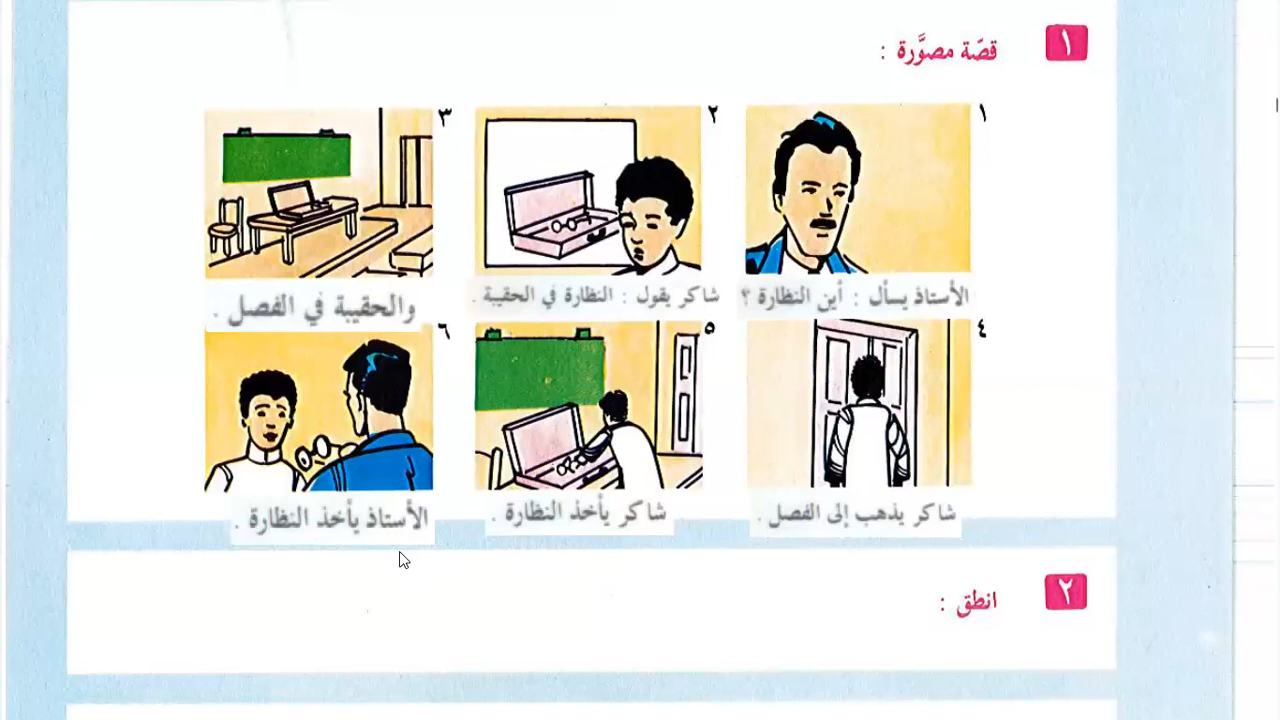 ١
قصّة مصوَّرة :
١
٢
٣
الأستاذ يسأل : أين النظارة ؟
شاكر يقول : النظارة في الحقيبة .
والحقيبة في الفصل .
٤
٥
٦
شاكر يذهب إلى الفصل .
شاكر يأخذ النظارة .
الأستاذ يأخذ النظارة .
٢
انطق :